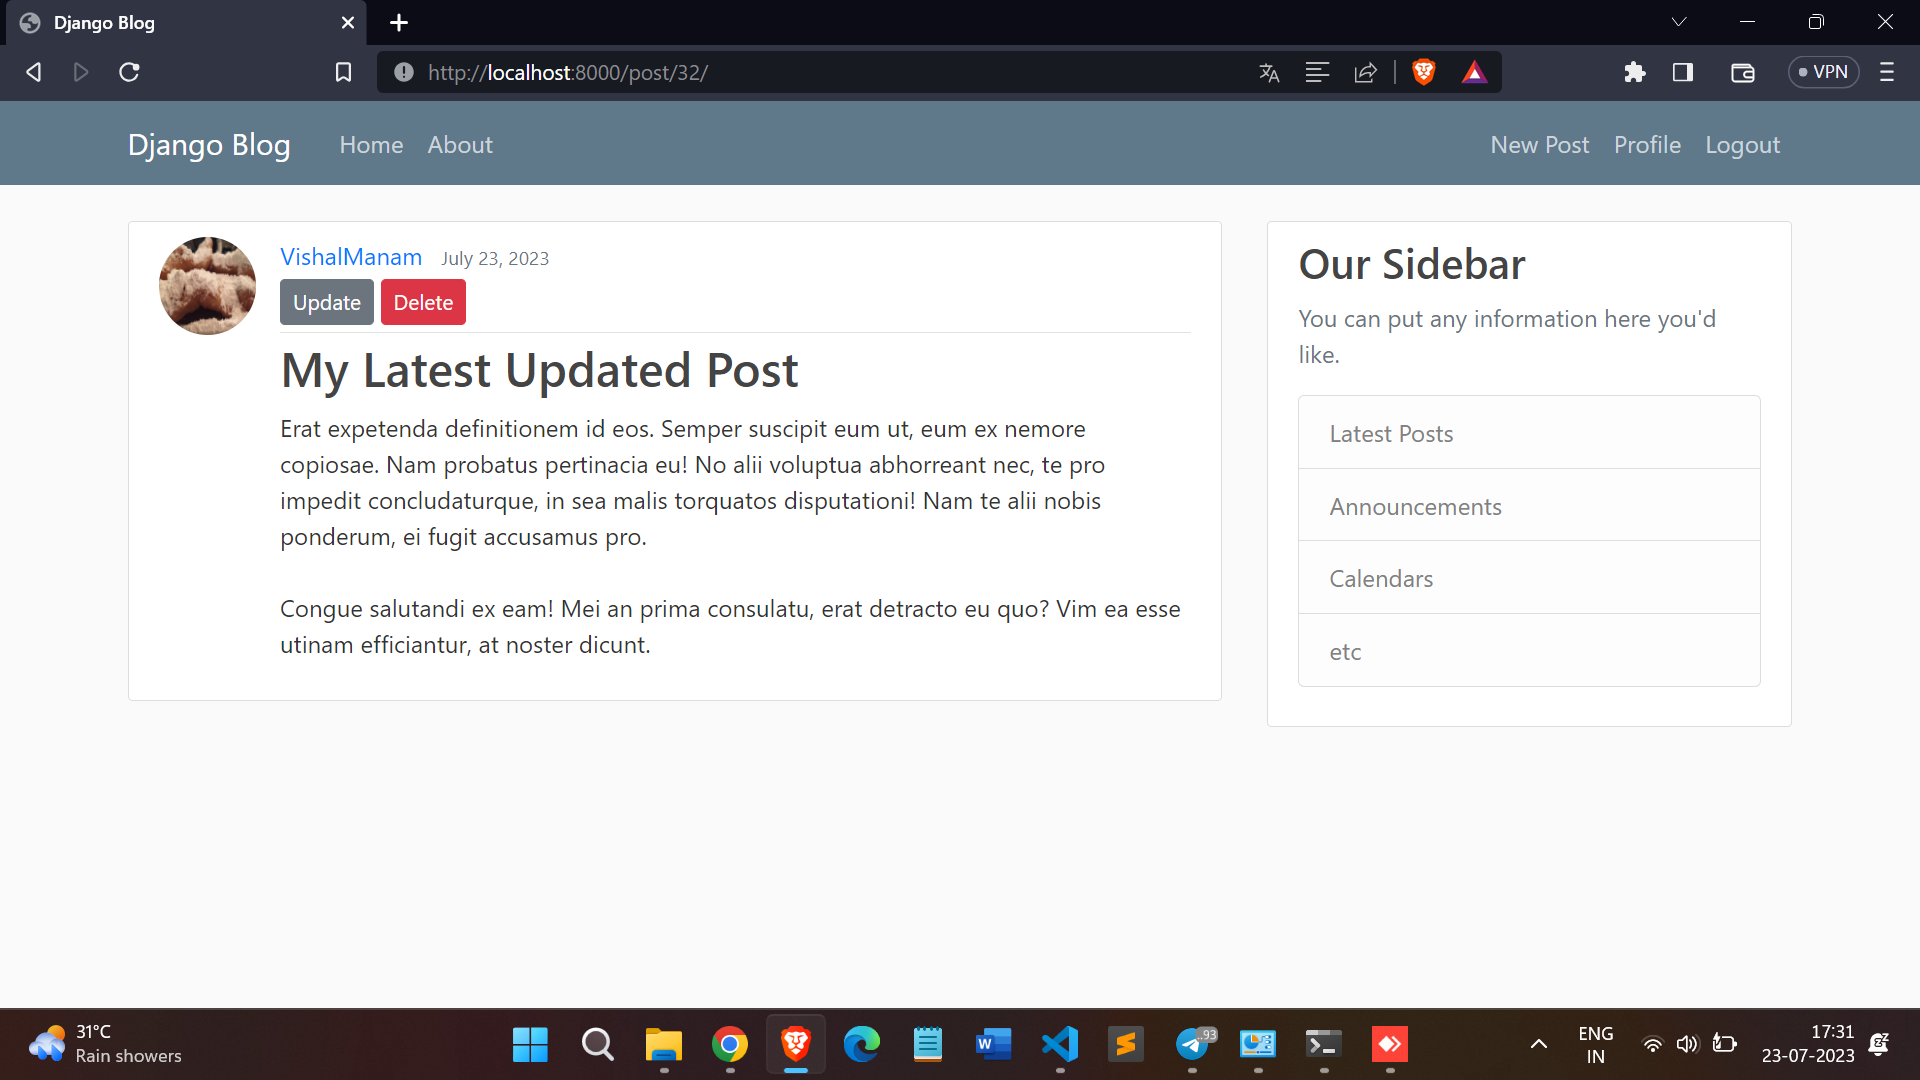 Django Blog
http://localhost:8000/post/32/
VPN
Django Blog
Home
About
New Post
Profile
Logout
VishalManam
July 23, 2023
Update
Delete
My Latest Updated Post
Erat expetenda definitionem id eos. Semper suscipit eum ut, eum ex nemore
copiosae. Nam probatus pertinacia eu! No alii voluptua abhorreant nec, te pro
impedit concludaturque, in sea malis torquatos disputationi! Nam te alii nobis
ponderum, ei fugit accusamus pro.
Congue salutandi ex eam! Mei an prima consulatu, erat detracto eu quo? Vim ea esse
utinam efficiantur, at noster dicunt.
Our Sidebar
You can put any information here you'd
like.
Latest Posts
Announcements
Calendars
etc
31°C
Rain showers
W
..93
ENG
IN
17:31
23-07-2023